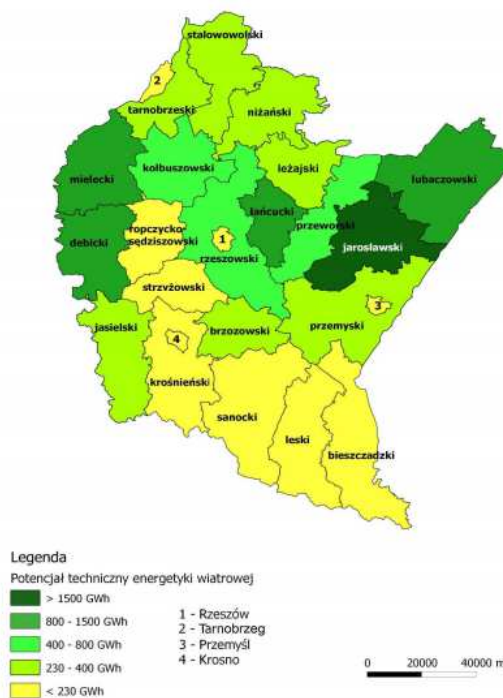 stalowowolski
2
tarnobrzeski
niżański
kolbuszowski
leżajski
mielecki
lubaczowski
łańcucki
ropczycko-
sędziszowski
przeworski
dębicki
1
jarosławski
rzeszowski
strzyżowski
3
jasielski
brzozowski
przemyski
4
krośnieński
sanocki
leski
bieszczadzki
Legenda
Potencjał techniczny energetyki wiatrowej
> 1500 GWh
800 - 1500 GWh
400 - 800 GWh
230 - 400 GWh
< 230 GWh
1 - Rzeszów
2 - Tarnobrzeg
3 - Przemyśl
4 - Krosno
0 20000 40000 m